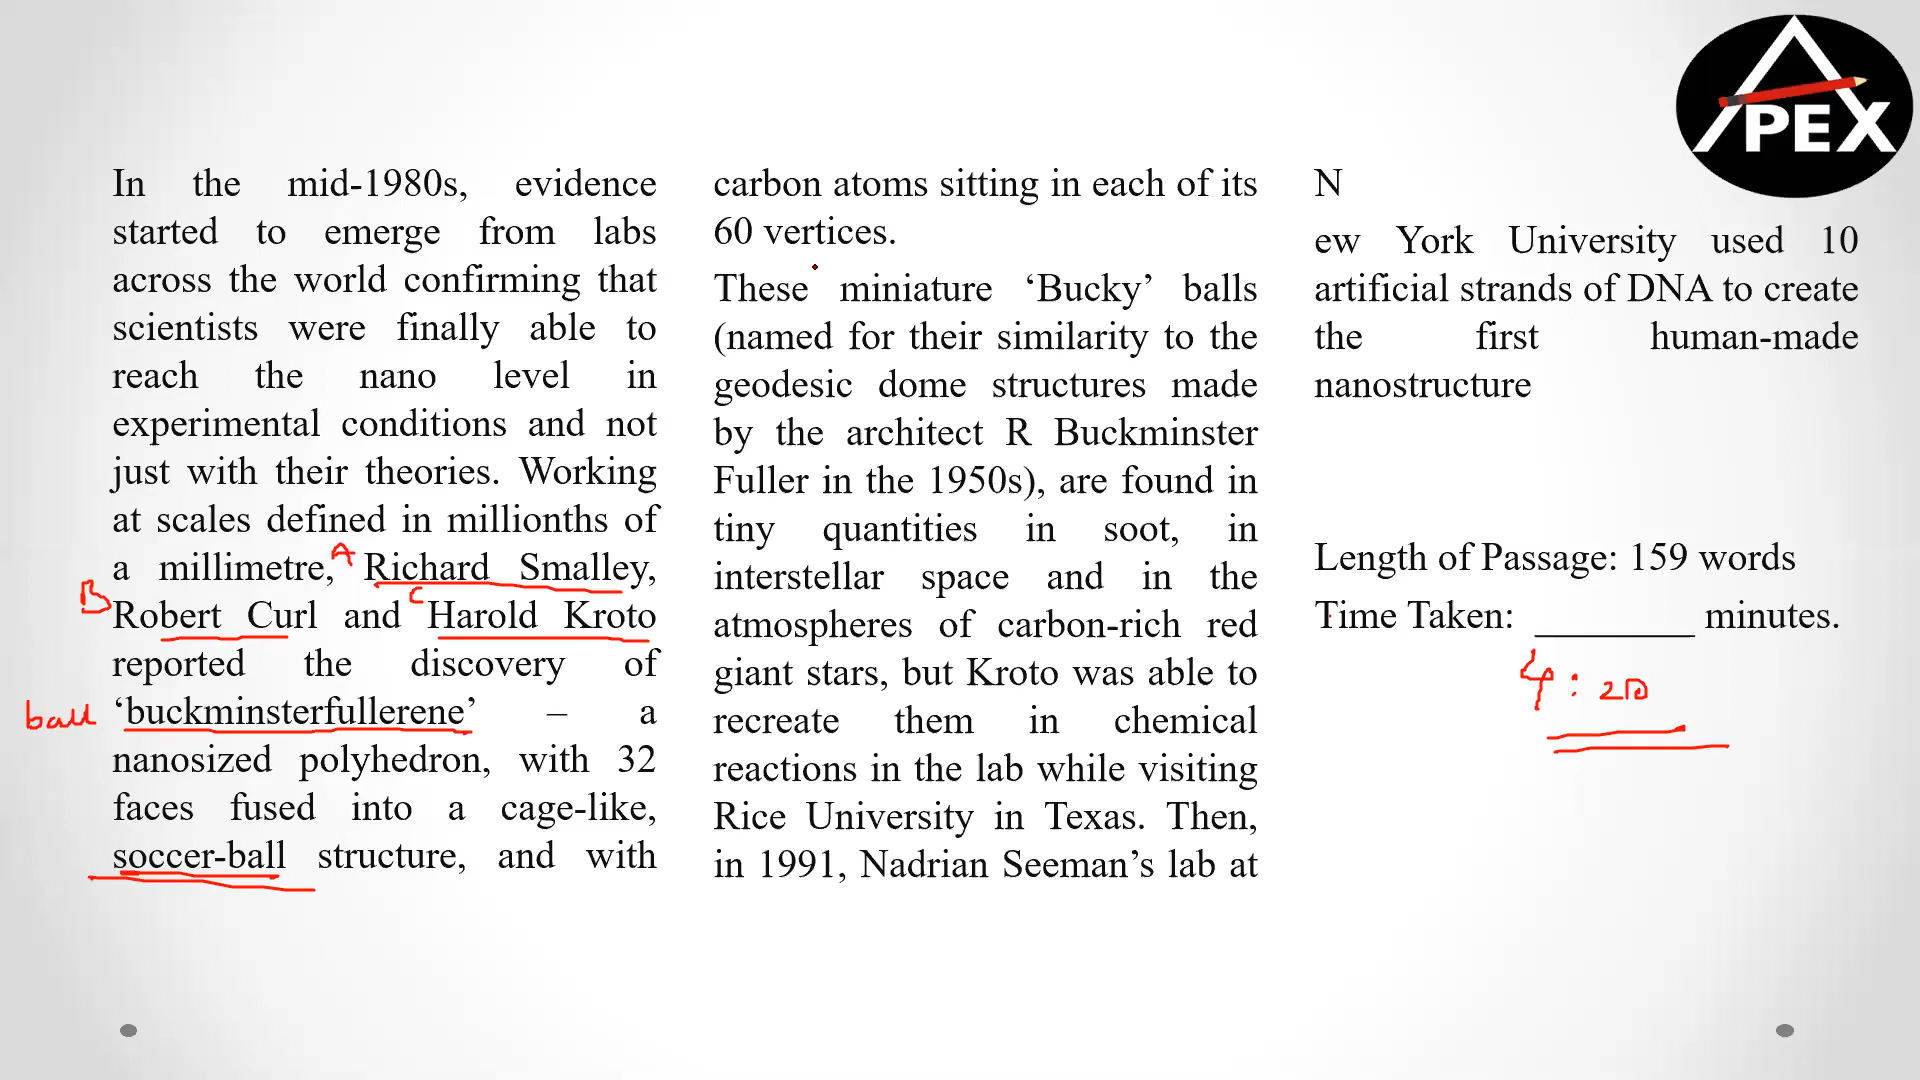 In the mid-1980s, evidence
started to emerge from labs
across the world confirming that
scientists were finally able to
reach the nano level in
experimental conditions and not
just with their theories. Working
at scales defined in millionths of
A
a millimetre, Richard Smalley,
B C
Robert Curl and Harold Kroto
reported the discovery of
ball ‘buckminsterfullerene’ – a
nanosized polyhedron, with 32
faces fused into a cage-like,
soccer-ball structure, and with
carbon atoms sitting in each of its
60 vertices.
These miniature ‘Bucky’ balls
(named for their similarity to the
geodesic dome structures made
by the architect R Buckminster
Fuller in the 1950s), are found in
tiny quantities in soot, in
interstellar space and in the
atmospheres of carbon-rich red
giant stars, but Kroto was able to
recreate them in chemical
reactions in the lab while visiting
Rice University in Texas. Then,
in 1991, Nadrian Seeman’s lab at
N
ew York University used 10
artificial strands of DNA to create
the first human-made
nanostructure
Length of Passage: 159 words
Time Taken: ________ minutes.
4 : 20
APEX